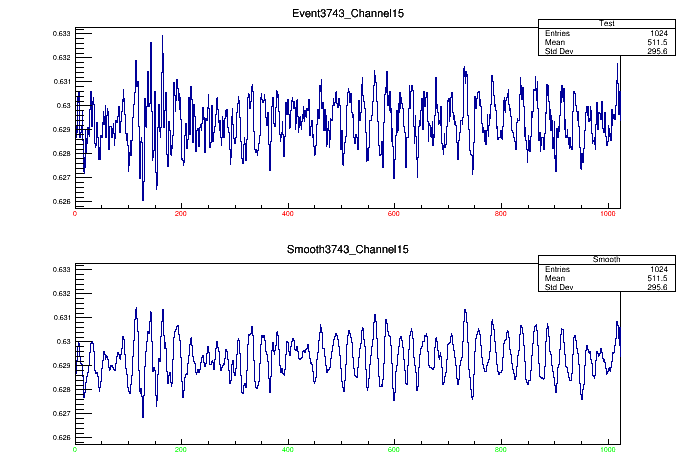 Event3743_Channel15
Test
Entries 1024
Mean 511.5
Std Dev 295.6
0.633
0.632
0.631
0.63
0.629
0.628
0.627
0.626
0 200 400 600 800 1000
Smooth3743_Channel15
Smooth
Entries 1024
Mean 511.5
Std Dev 295.6
0.633
0.632
0.631
0.63
0.629
0.628
0.627
0.626
0 200 400 600 800 1000